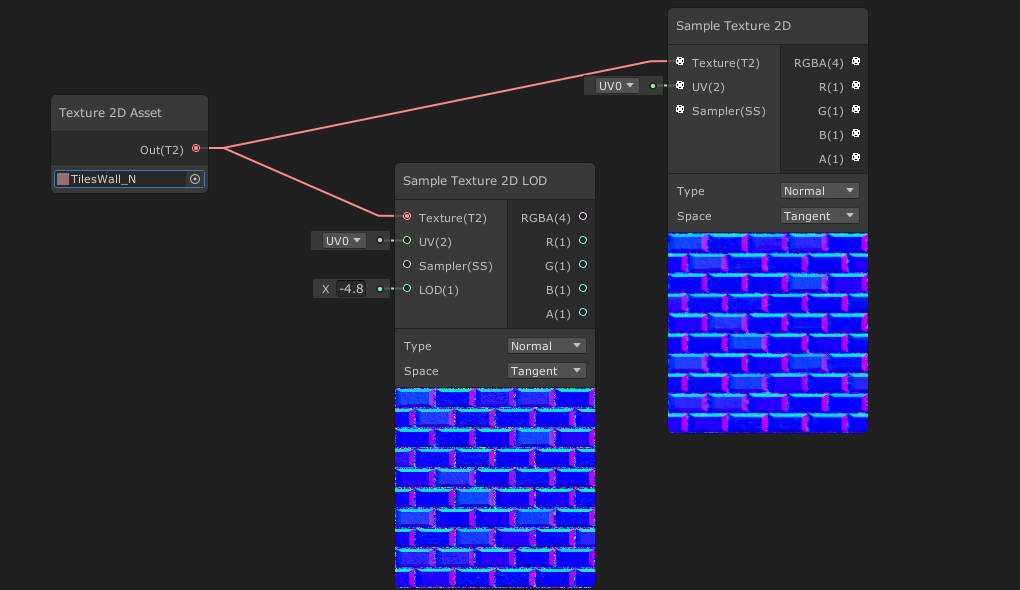 Texture 2D Asset
Out(T2)
TilesWall_N
Sample Texture 2D LOD
Texture(T2) RGBA(4)
UV0 UV(2) R(1)
Sampler(SS) G(1)
X -4.8 LOD(1) B(1)
A(1)
Type Normal
Space Tangent
Sample Texture 2D
Texture(T2) RGBA(4)
UV0 UV(2) R(1)
Sampler(SS) G(1)
B(1)
A(1)
Type Normal
Space Tangent